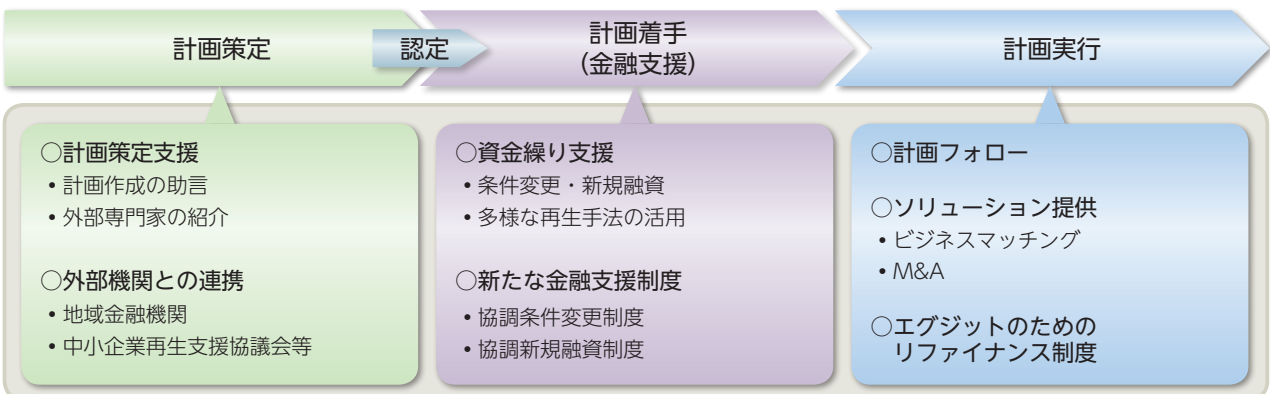 計画策定
認定
計画着手
(金融支援)
計画実行
○計画策定支援
• 計画作成の助言
• 外部専門家の紹介
○外部機関との連携
• 地域金融機関
• 中小企業再生支援協議会等
○資金繰り支援
• 条件変更・新規融資
• 多様な再生手法の活用
○新たな金融支援制度
• 協調条件変更制度
• 協調新規融資制度
○計画フォロー
○ソリューション提供
• ビジネスマッチング
• M&A
○エグジットのための
リファイナンス制度